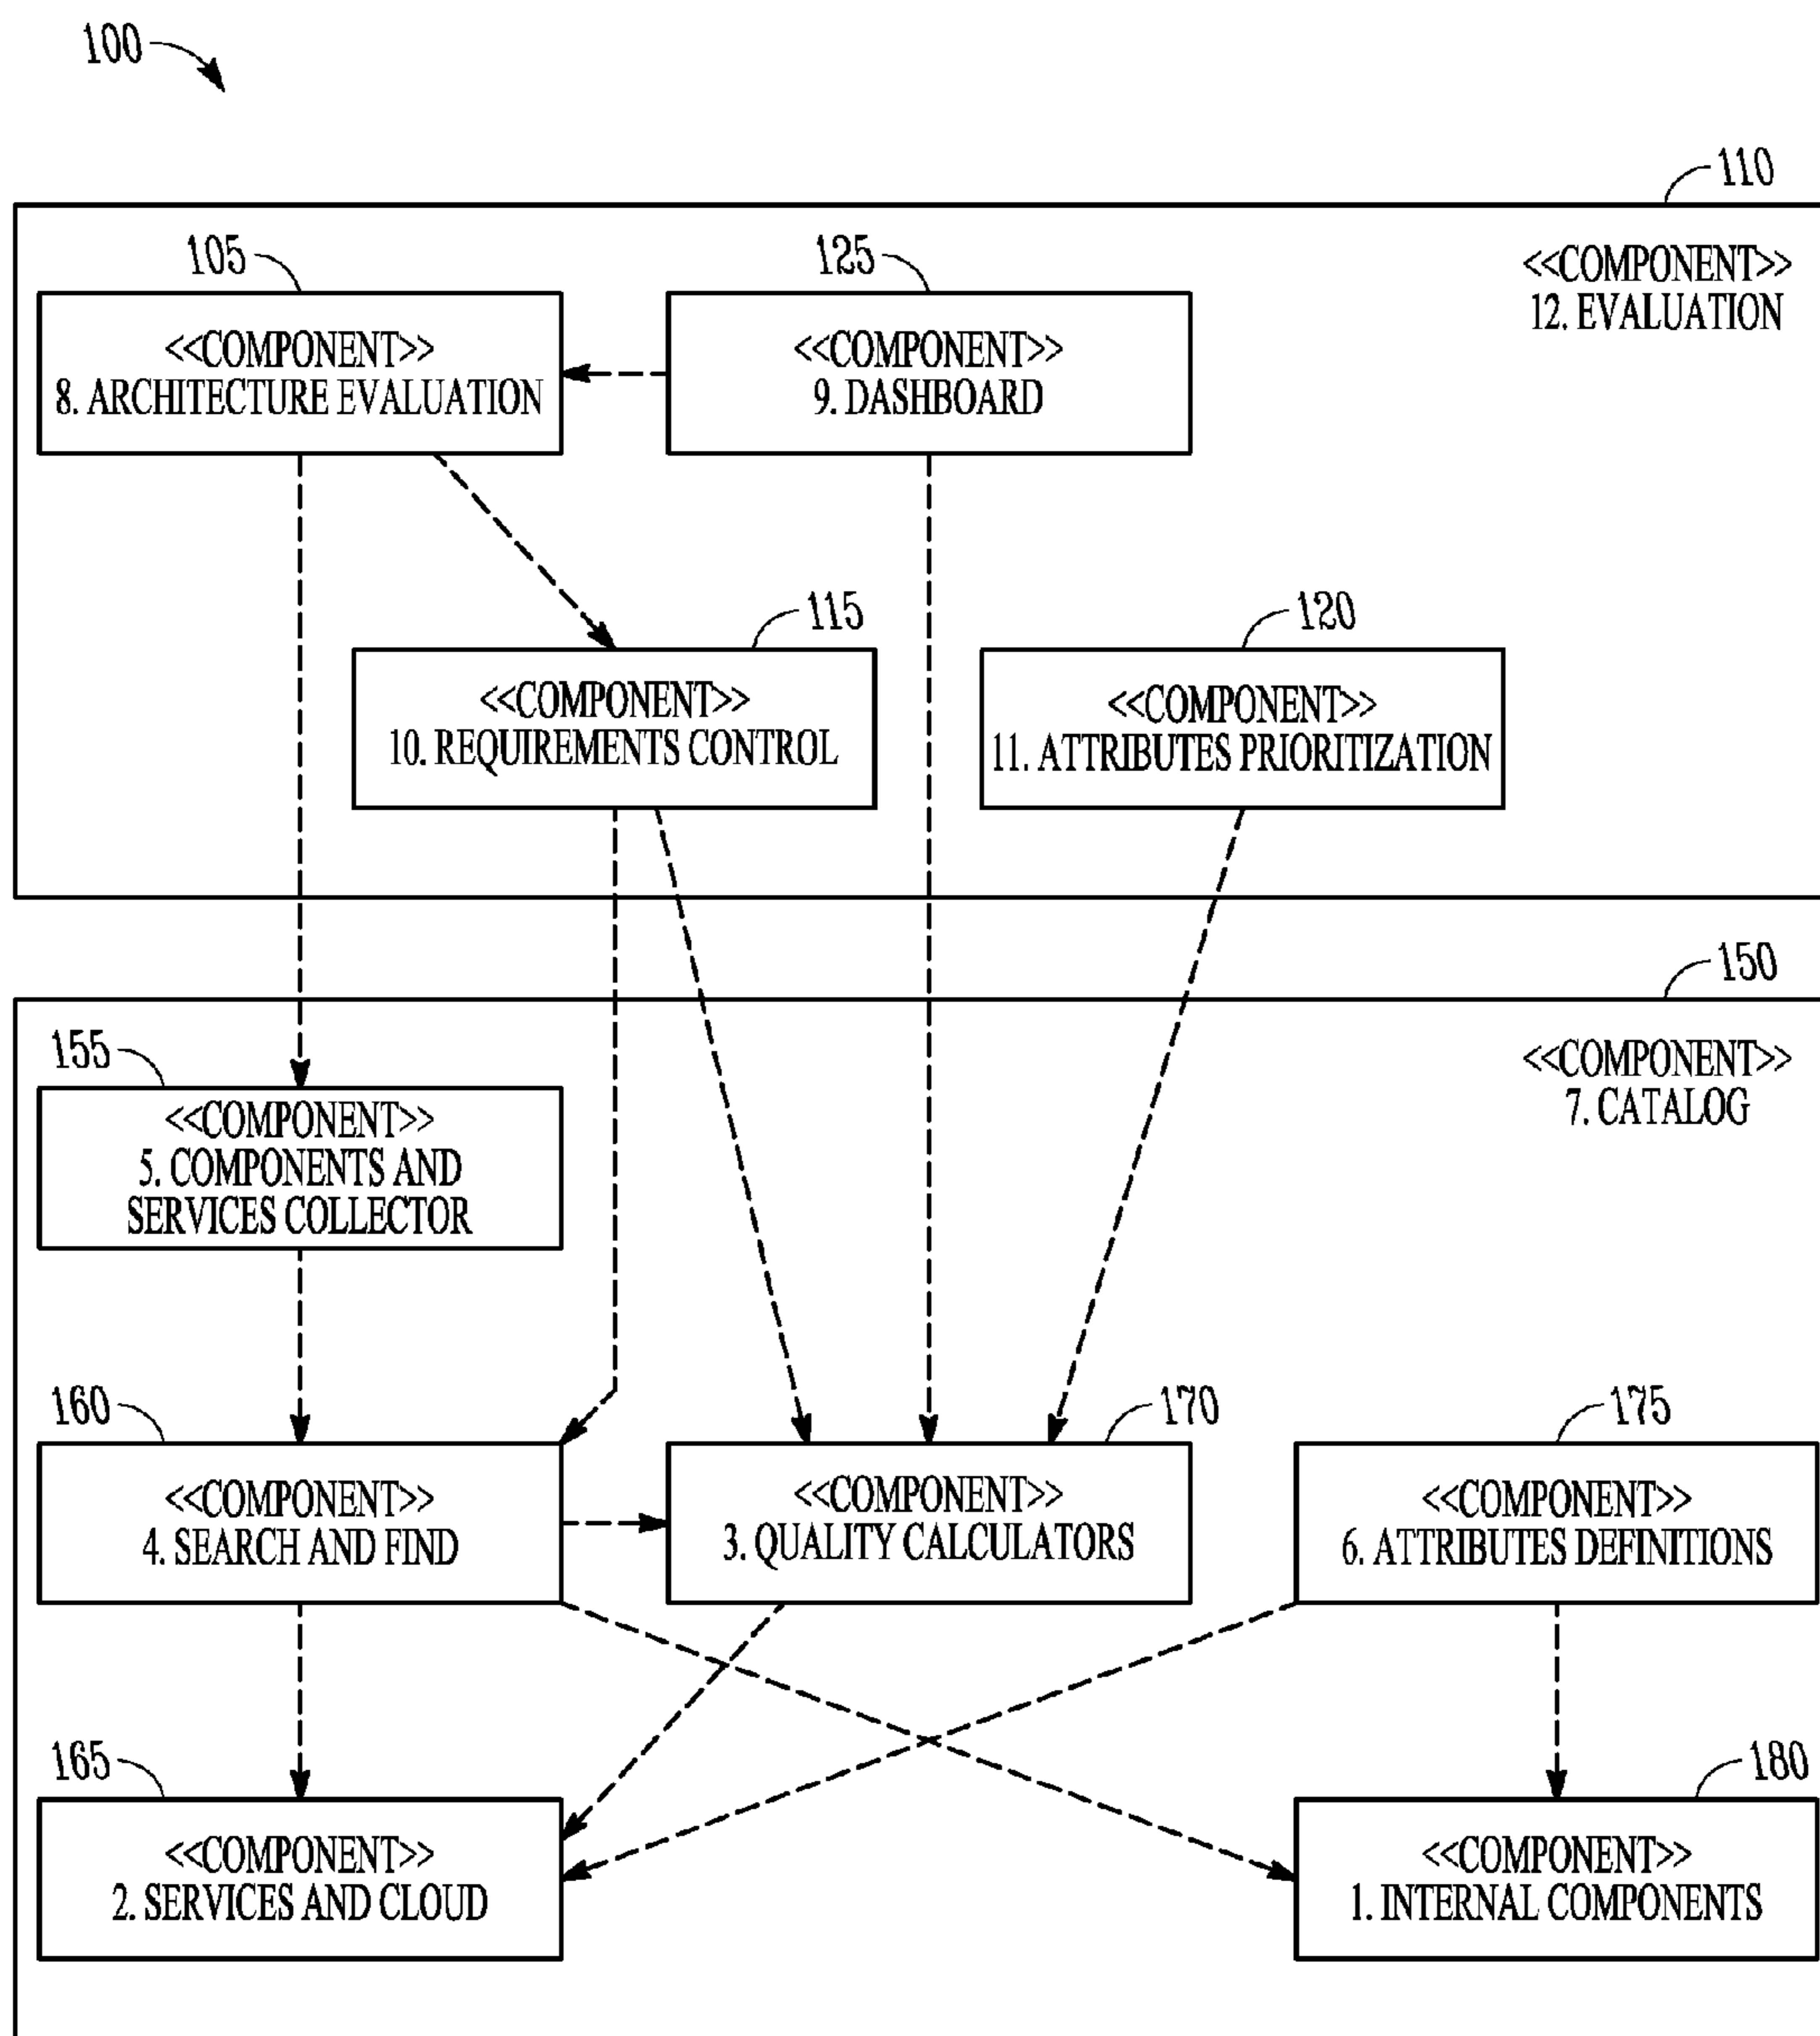 100
110
105
125
<<COMPONENT>>
12. EVALUATION
<<COMPONENT>>
8. ARCHITECTURE EVALUATION
<<COMPONENT>>
9. DASHBOARD
115
120
<<COMPONENT>>
10. REQUIREMENTS CONTROL
<<COMPONENT>>
11. ATTRIBUTES PRIORITIZATION
150
155
<<COMPONENT>>
7. CATALOG
<<COMPONENT>>
5. COMPONENTS AND
SERVICES COLLECTOR
160
170
175
<<COMPONENT>>
4. SEARCH AND FIND
<<COMPONENT>>
3. QUALITY CALCULATORS
<<COMPONENT>>
6. ATTRIBUTES DEFINITIONS
165
180
<<COMPONENT>>
2. SERVICES AND CLOUD
<<COMPONENT>>
1. INTERNAL COMPONENTS